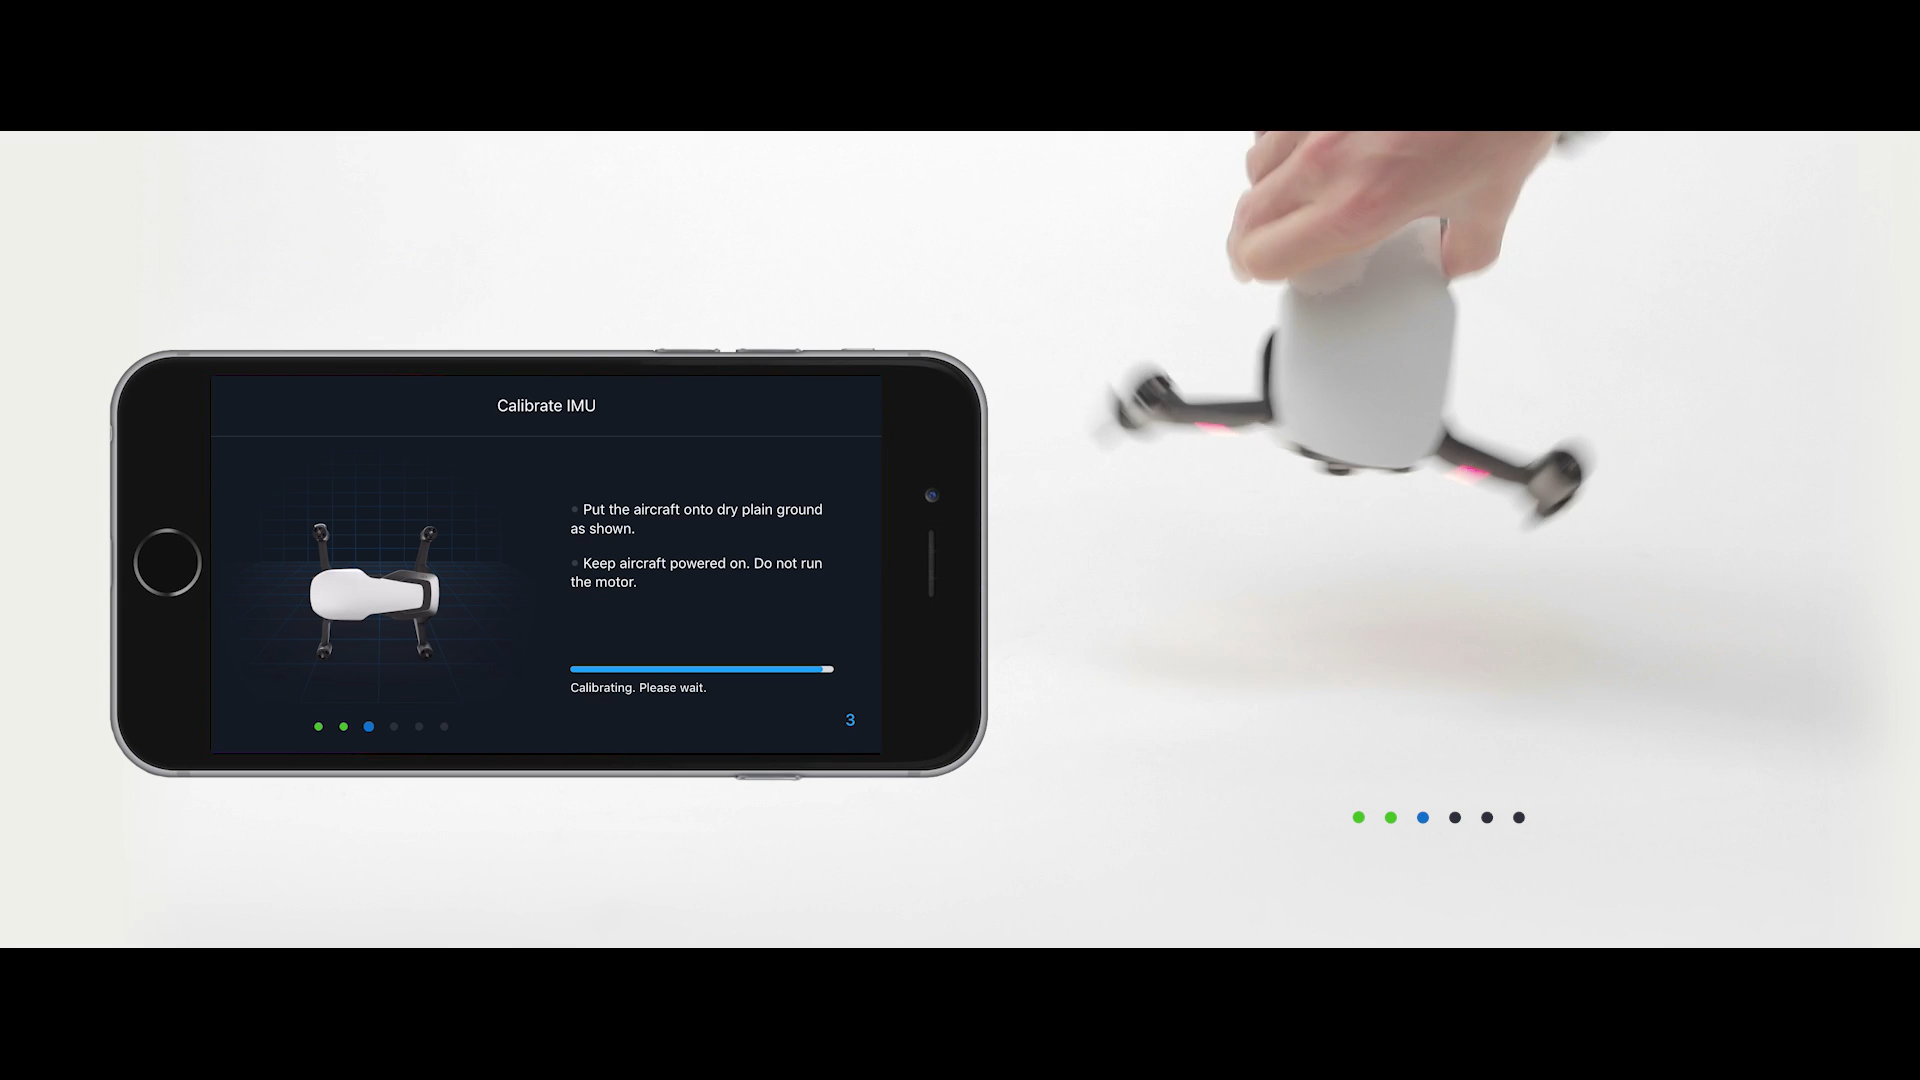 Calibrate IMU
Put the aircraft onto dry plain ground
as shown.
Keep aircraft powered on. Do not run
the motor.
Calibrating. Please wait.
3